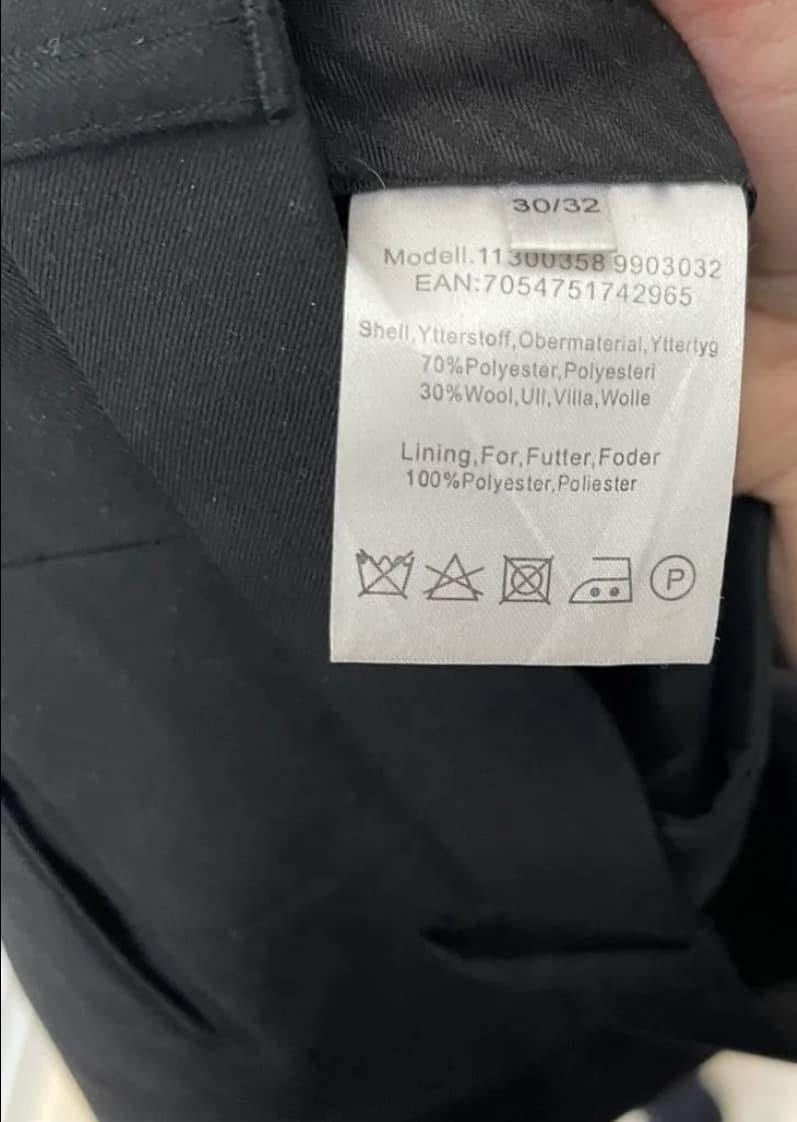 30/32
Modell.11300358 9903032
EAN:7054751742965
Shell,Ytterstoff,Obermaterial,Yttertyg
70%Polyester,Polyesteri
30%Wool,Ull,Villa,Wolle
Lining,For,Futter,Foder
100%Polyester,Poliester
P